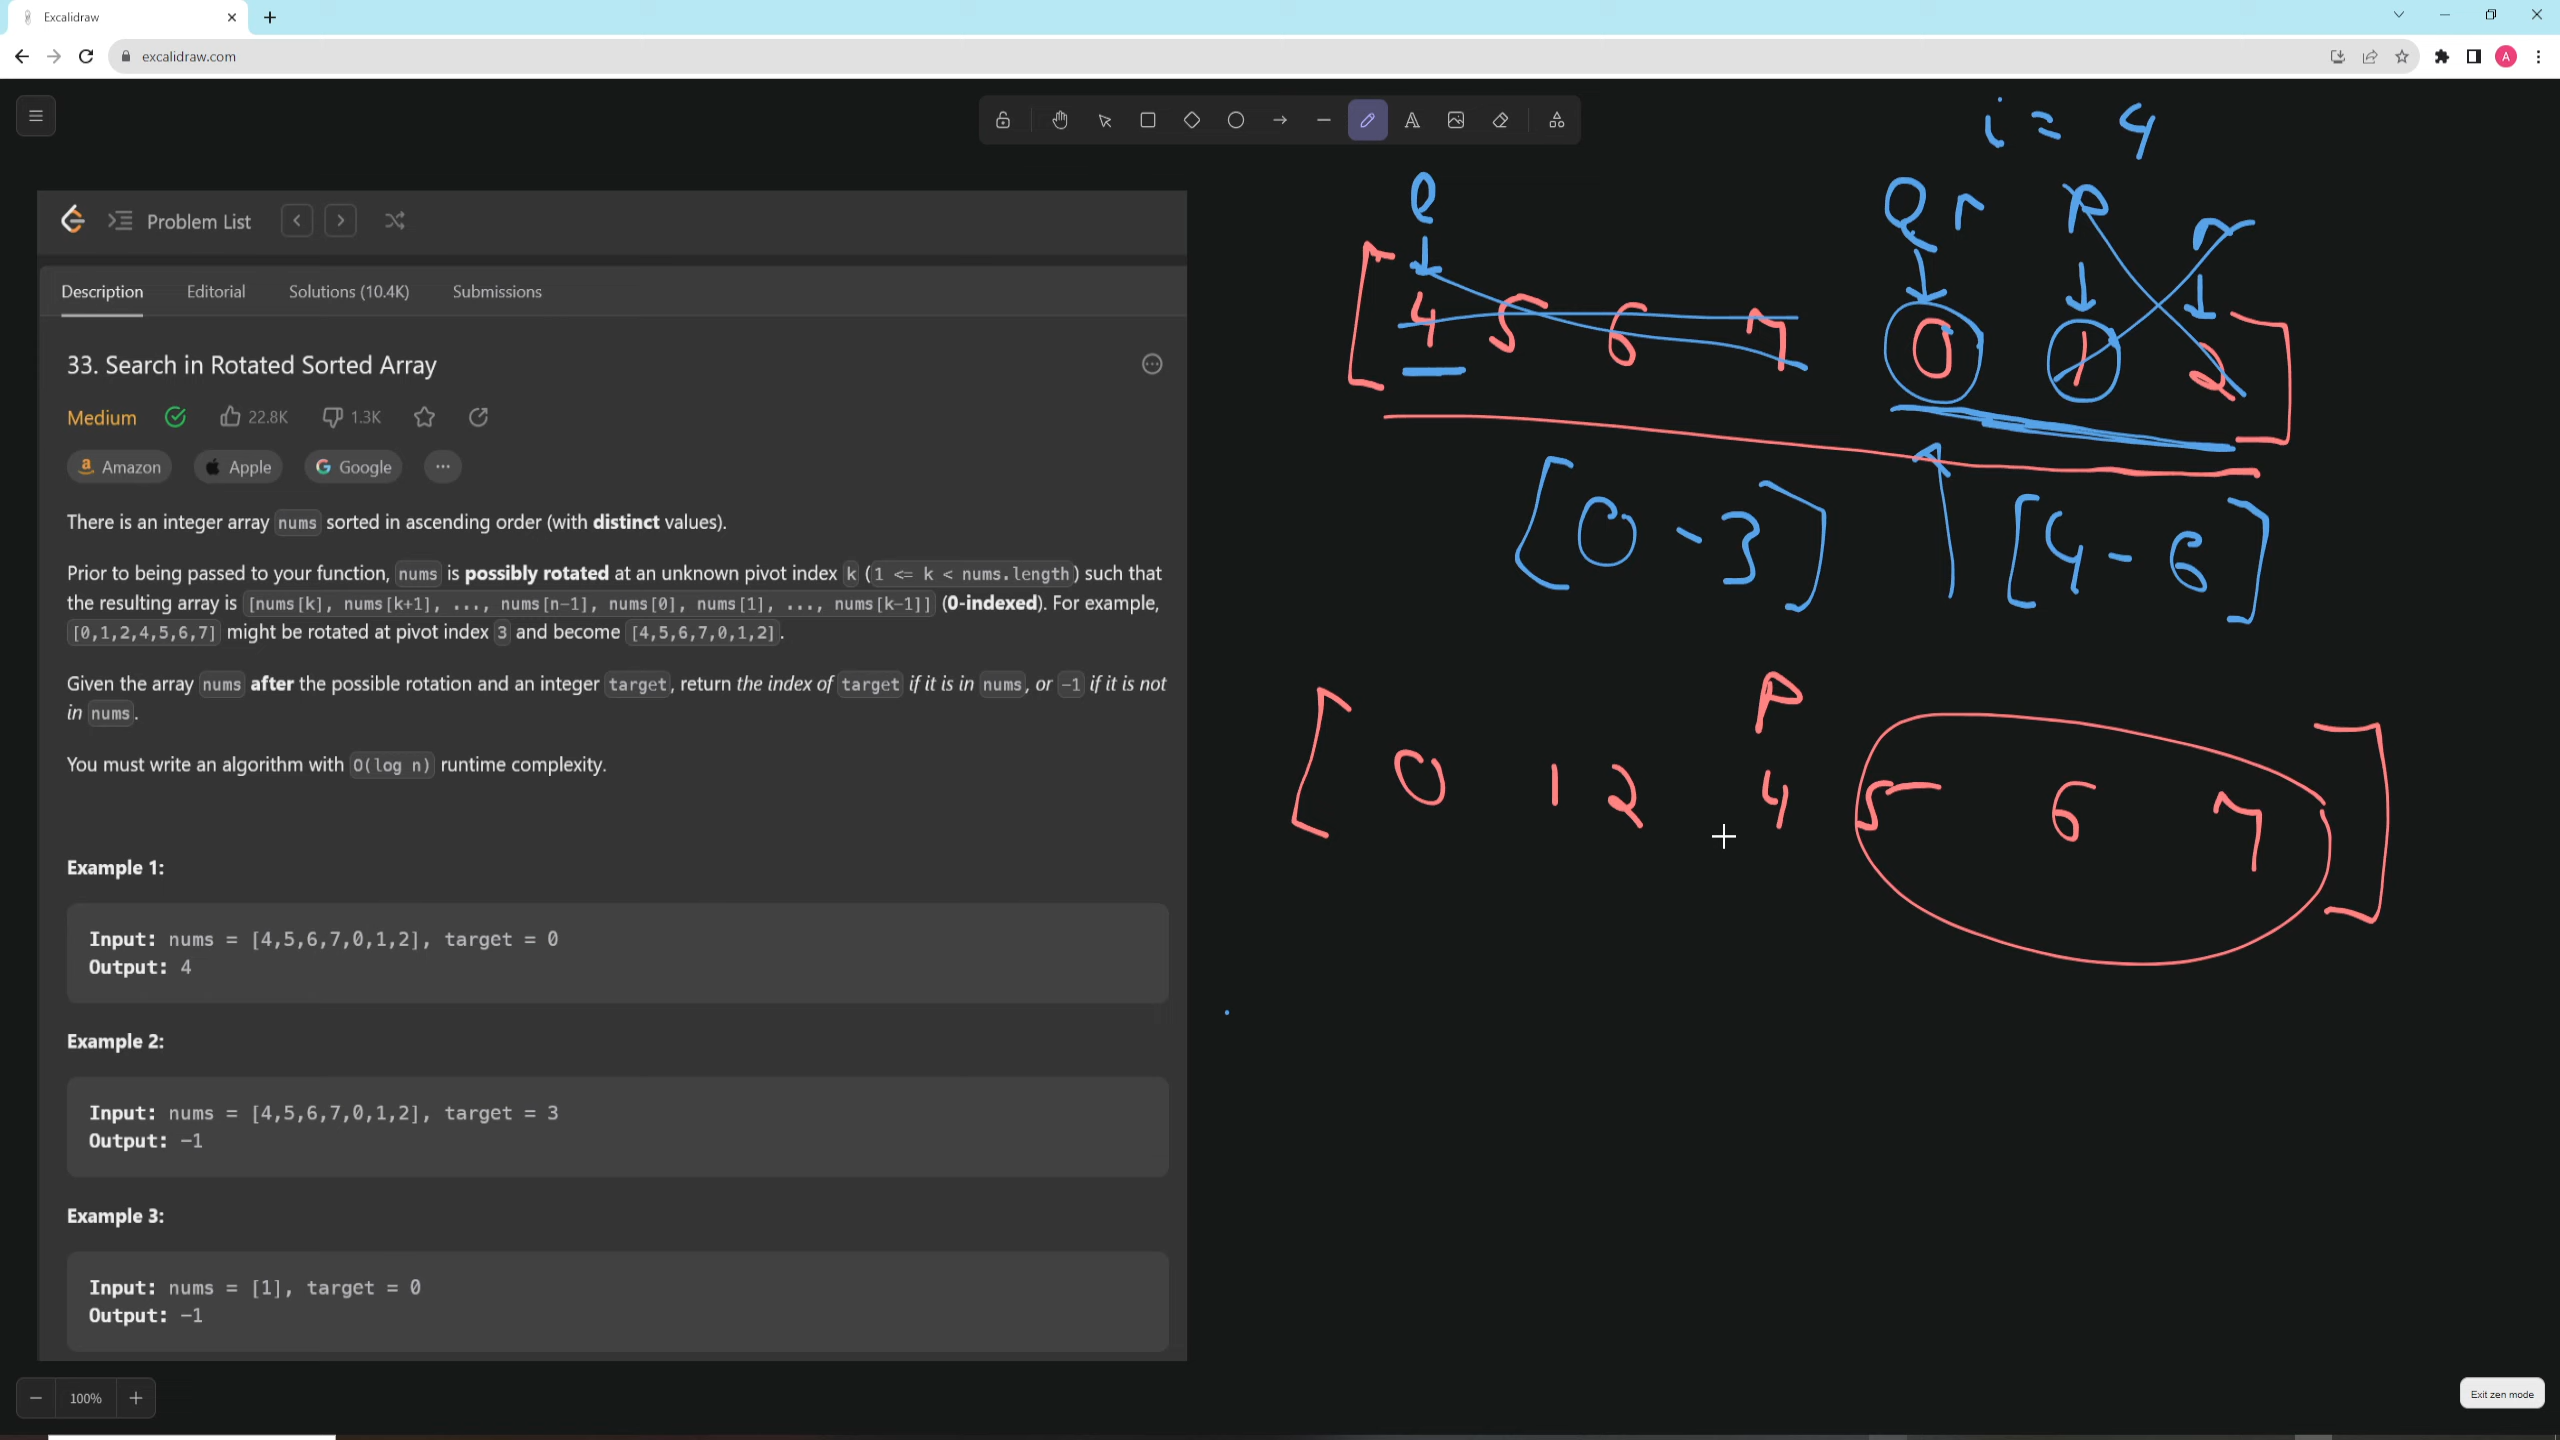 Excalidraw
excalidraw.com
A
Problem List
Description Editorial Solutions (10.4K) Submissions
33. Search in Rotated Sorted Array
Medium 22.8K 1.3K
Amazon Apple Google
There is an integer array nums sorted in ascending order (with distinct values).
Prior to being passed to your function, nums is possibly rotated at an unknown pivot index k (1 <= k < nums.length) such that
the resulting array is [nums[k], nums[k+1], ..., nums[n-1], nums[0], nums[1], ..., nums[k-1]] (0-indexed). For example,
[0,1,2,4,5,6,7] might be rotated at pivot index 3 and become [4,5,6,7,0,1,2].
Given the array nums after the possible rotation and an integer target, return the index of target if it is in nums, or -1 if it is not
in nums.
You must write an algorithm with O(log n) runtime complexity.
Example 1:
Input: nums = [4,5,6,7,0,1,2], target = 0
Output: 4
Example 2:
Input: nums = [4,5,6,7,0,1,2], target = 3
Output: -1
Example 3:
Input: nums = [1], target = 0
Output: -1
100%
i = 4
l l r p r
[4 5 6 7 0 1 2]
[0 - 3] [4 - 6]
p
[0 1 2 4 5 6 7]
Exit zen mode